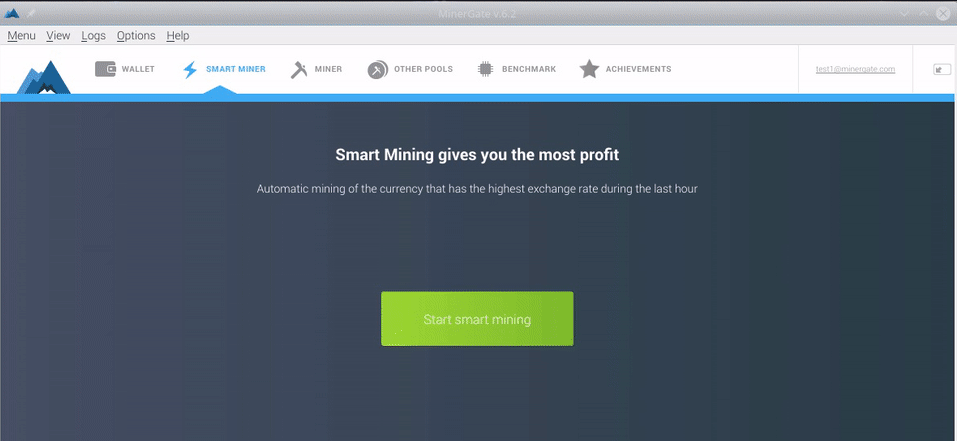 MinerGate v.6.2
Menu View Logs Options Help
WALLET SMART MINER MINER OTHER POOLS BENCHMARK ACHIEVEMENTS test1@minergate.com
Smart Mining gives you the most profit
Automatic mining of the currency that has the highest exchange rate during the last hour
Start smart mining